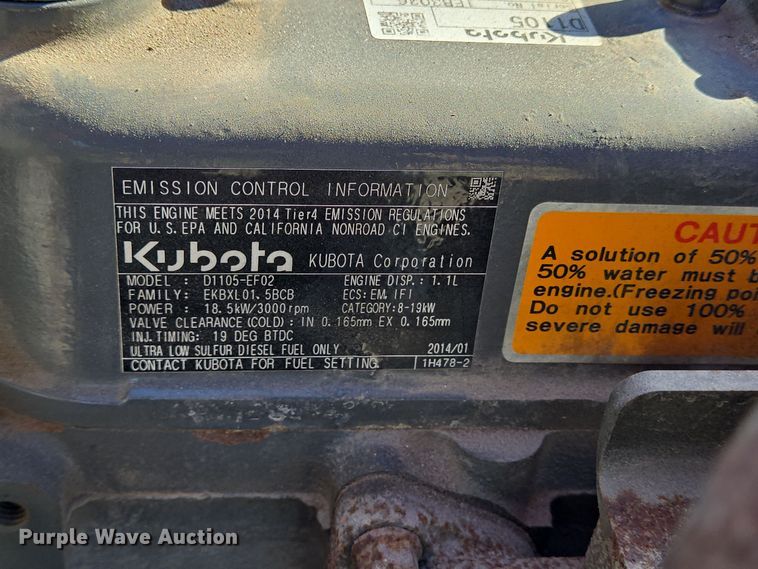 Kubota
D1105
EMISSION CONTROL INFORMATION
THIS ENGINE MEETS 2014 Tier4 EMISSION REGULATIONS
FOR U.S. EPA AND CALIFORNIA NONROAD CI ENGINES.
Kubota KUBOTA Corporation
MODEL : D1105-EF02 ENGINE DISP.: 1.1L
FAMILY: EKBXL01.5BCB ECS: EM, IFI
POWER : 18.5kW/3000 rpm CATEGORY:8-19kW
VALVE CLEARANCE (COLD) : IN 0.165mm EX 0.165mm
INJ.TIMING: 19 DEG BTDC
ULTRA LOW SULFUR DIESEL FUEL ONLY 2014/01
CONTACT KUBOTA FOR FUEL SETTING. 1H478-2
CAUT
A solution of 50%
50% water must b
engine.(Freezing poi
Do not use 100%
severe damage will
Purple Wave Auction